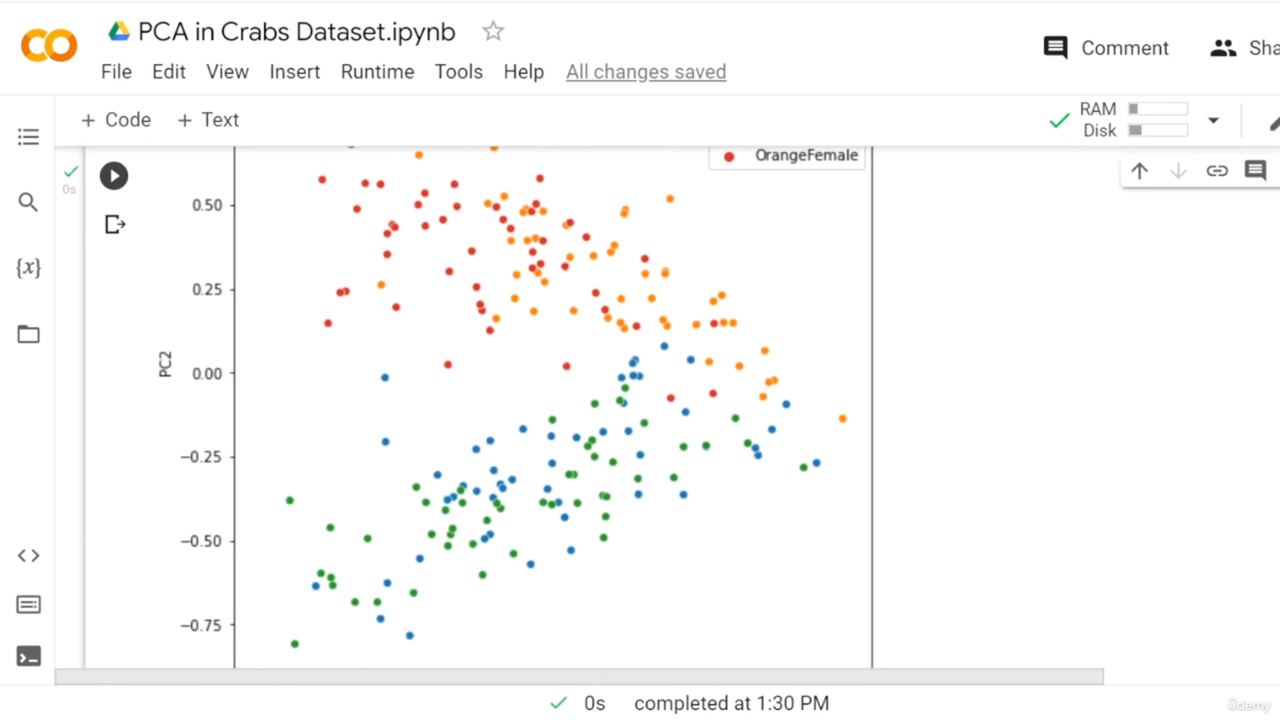 PCA in Crabs Dataset.ipynb
File Edit View Insert Runtime Tools Help All changes saved
Comment
Sha
+ Code + Text
RAM
Disk
0s
{x}
OrangeFemale
0.50
0.25
0.00
−0.25
−0.50
−0.75
PC2
0s completed at 1:30 PM
ûdemy